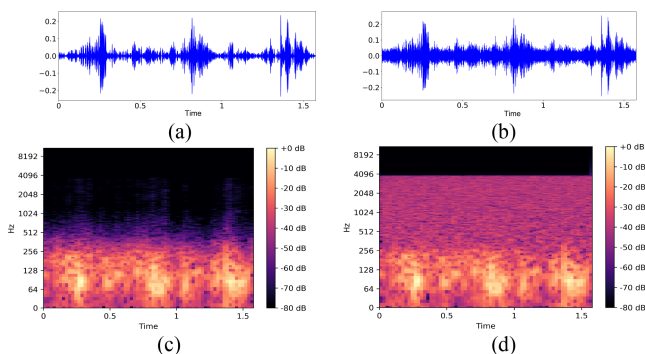 0.2
0.1
0.0
−0.1
−0.2
0 0.5 1 1.5
Time
(a)
0.2
0.1
0.0
−0.1
−0.2
0 0.5 1 1.5
Time
(b)
8192
4096
2048
1024
512
256
128
64
0
Hz
0 0.5 1 1.5
Time
+0 dB
-10 dB
-20 dB
-30 dB
-40 dB
-50 dB
-60 dB
-70 dB
-80 dB
(c)
8192
4096
2048
1024
512
256
128
64
0
Hz
0 0.5 1 1.5
Time
+0 dB
-10 dB
-20 dB
-30 dB
-40 dB
-50 dB
-60 dB
-70 dB
-80 dB
(d)